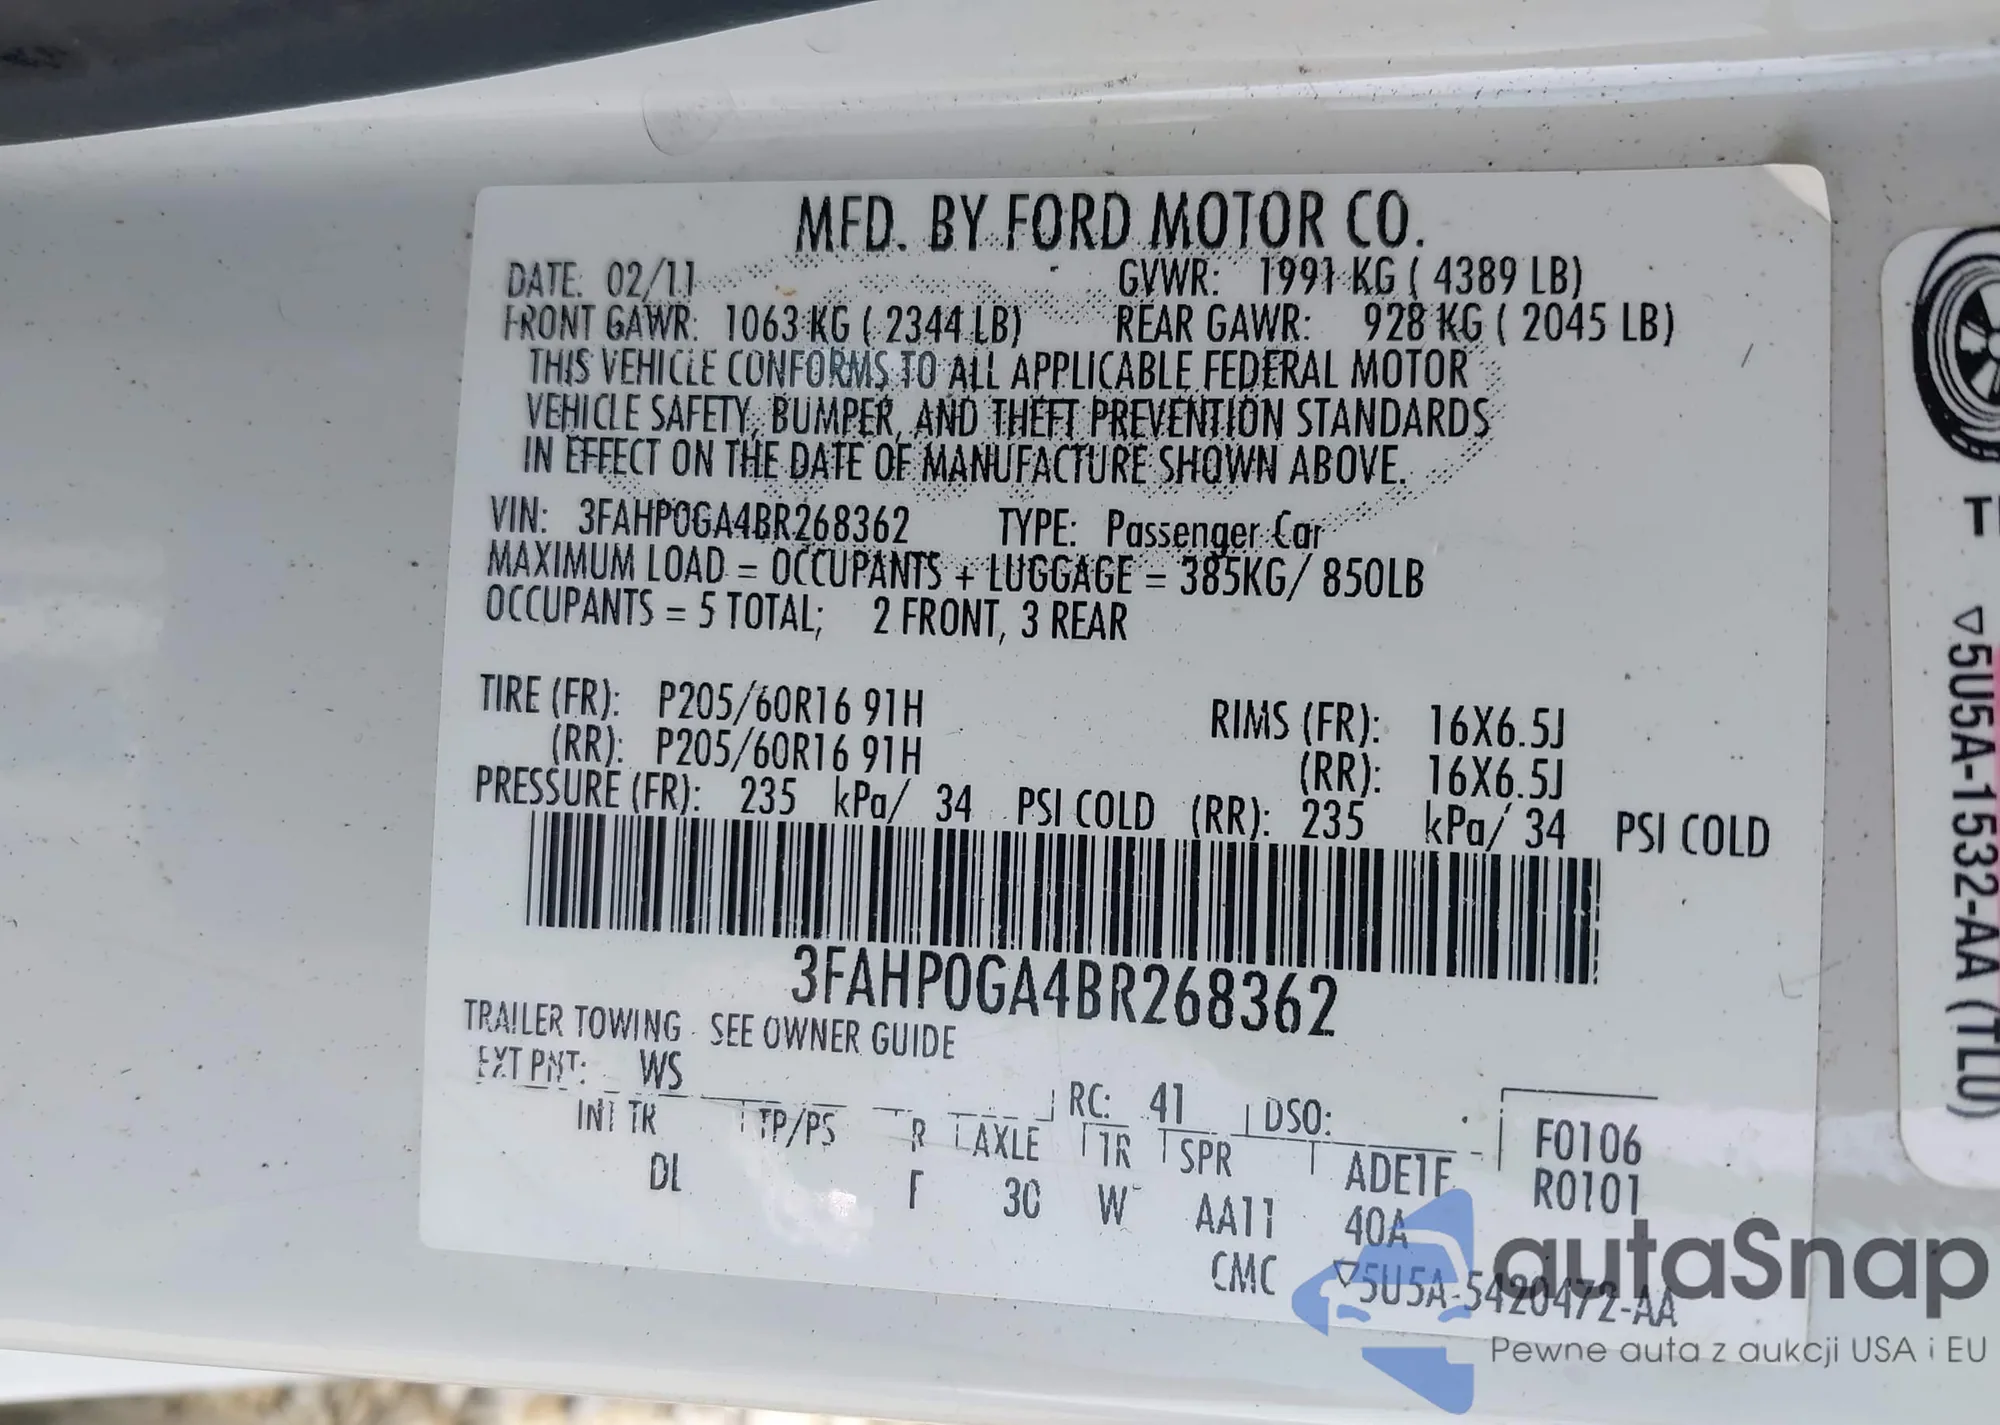 MFD. BY FORD MOTOR CO.
DATE: 02/11 GVWR: 1991 KG ( 4389 LB)
FRONT GAWR: 1063 KG ( 2344 LB) REAR GAWR: 928 KG ( 2045 LB)
THIS VEHICLE CONFORMS TO ALL APPLICABLE FEDERAL MOTOR
VEHICLE SAFETY, BUMPER, AND THEFT PREVENTION STANDARDS
IN EFFECT ON THE DATE OF MANUFACTURE SHOWN ABOVE.
VIN: 3FAHP0GA4BR268362 TYPE: Passenger Car
MAXIMUM LOAD = OCCUPANTS + LUGGAGE = 385KG/ 850LB
OCCUPANTS = 5 TOTAL; 2 FRONT, 3 REAR
TIRE (FR): P205/60R16 91H RIMS (FR): 16X6.5J
(RR): P205/60R16 91H (RR): 16X6.5J
PRESSURE (FR): 235 kPa/ 34 PSI COLD (RR): 235 kPa/ 34 PSI COLD
3FAHP0GA4BR268362
TRAILER TOWING - SEE OWNER GUIDE
EXT PNT: WS RC: 41 DSO: F0106
INT TR TP/PS R AXLE TR SPR ADE1F R0101
DL 30 W AA11 40A
CMC ▽5U5A-5420472-AA
▽5U5A-1532-AA (TLU)
autaSnap
Pewne auta z aukcji USA i EU